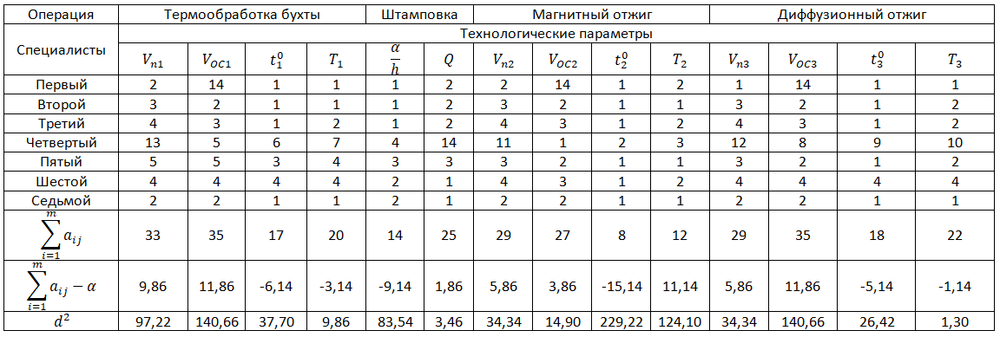 Операция Термообработка бухты Штамповка Магнитный отжиг Диффузионный отжиг
Специалисты Технологические параметры
V_{n1} V_{OC1} t_1^0 T_1 α/h Q V_{n2} V_{OC2} t_2^0 T_2 V_{n3} V_{OC3} t_3^0 T_3
Первый 2 14 1 1 1 2 2 14 1 2 1 14 1 1
Второй 3 2 1 1 1 2 3 2 1 1 3 2 1 2
Третий 4 3 1 2 1 2 4 3 1 2 4 3 1 2
Четвертый 13 5 6 7 4 14 11 1 2 3 12 8 9 10
Пятый 5 5 3 4 3 3 3 2 1 1 3 2 1 2
Шестой 4 4 4 4 2 1 4 3 1 2 4 4 4 4
Седьмой 2 2 1 1 2 1 2 2 1 1 2 2 1 1
\sum_{i=1}^{m} a_{ij} 33 35 17 20 14 25 29 27 8 12 29 35 18 22
\sum_{i=1}^{m} a_{ij} − α 9,86 11,86 -6,14 -3,14 -9,14 1,86 5,86 3,86 -15,14 11,14 5,86 11,86 -5,14 -1,14
d^2 97,22 140,66 37,70 9,86 83,54 3,46 34,34 14,90 229,22 124,10 34,34 140,66 26,42 1,30